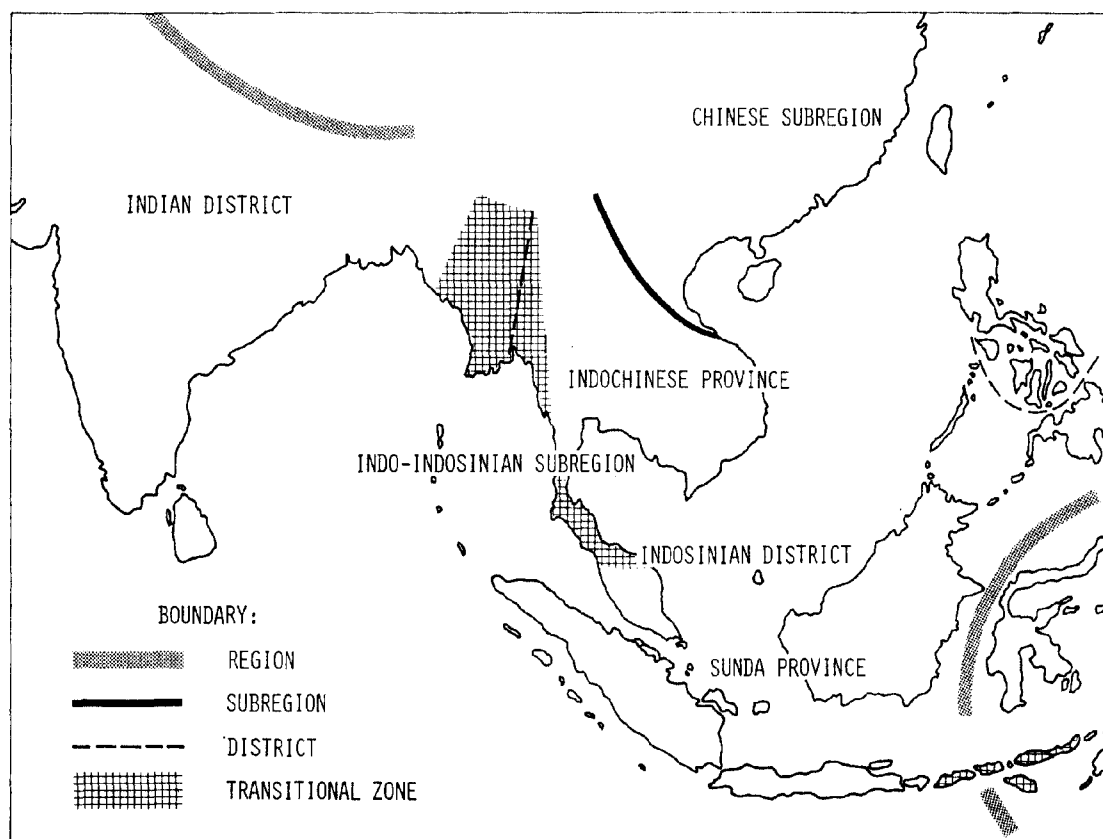 CHINESE SUBREGION
INDIAN DISTRICT
INDOCHINESE PROVINCE
INDO-INDOSINIAN SUBREGION
INDOSINIAN DISTRICT
SUNDA PROVINCE
BOUNDARY:
REGION
SUBREGION
DISTRICT
TRANSITIONAL ZONE